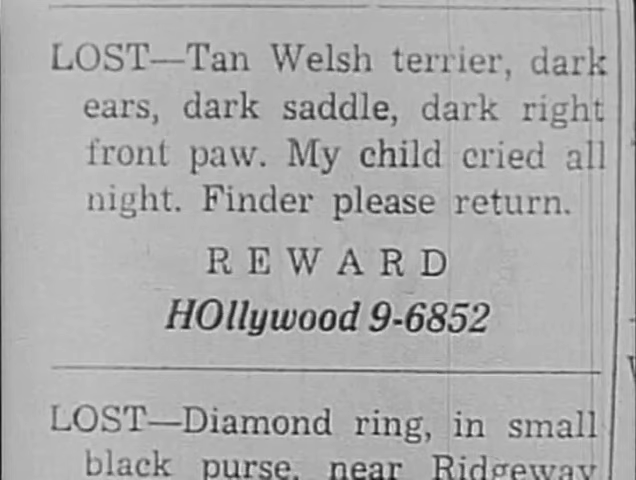 LOST—Tan Welsh terrier, dark
ears, dark saddle, dark right
front paw. My child cried all
night. Finder please return.
REWARD
HOllywood 9-6852
LOST—Diamond ring, in small
black purse, near Ridgeway